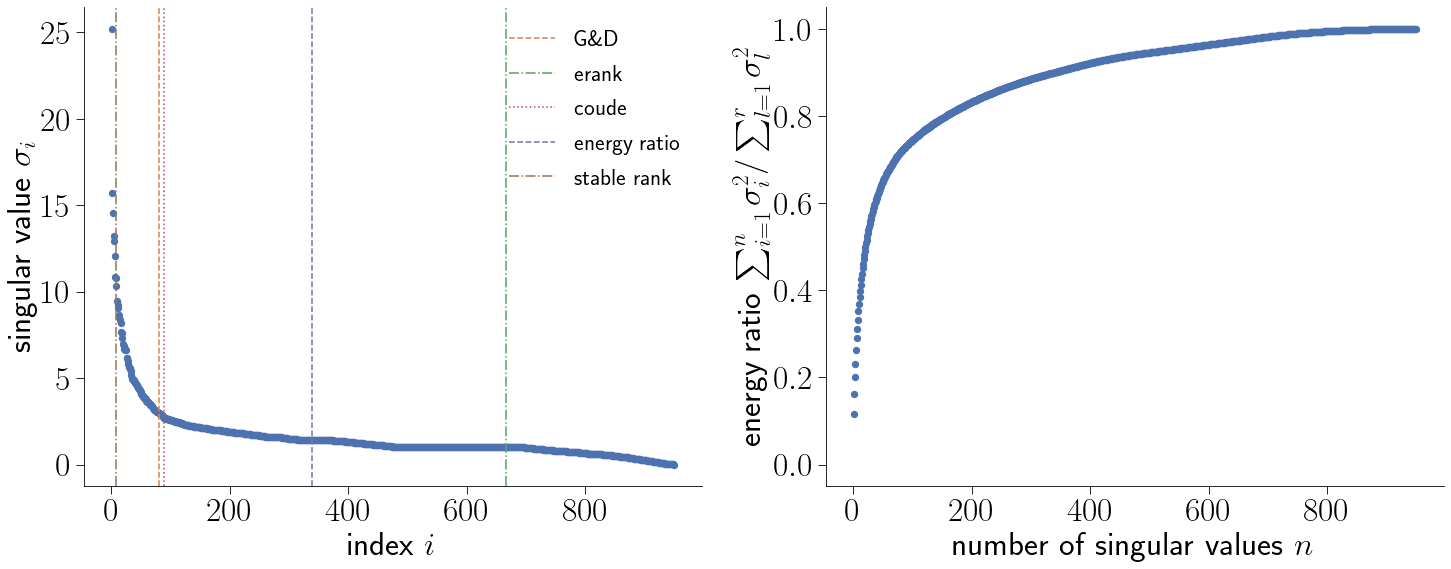 25
20
15
10
5
0
singular value σ_i
0 200 400 600 800
index i
G&D
erank
coude
energy ratio
stable rank
1.0
0.8
0.6
0.4
0.2
0.0
energy ratio ∑_{i=1}^{n} σ_i^2 / ∑_{l=1}^{r} σ_l^2
0 200 400 600 800
number of singular values n